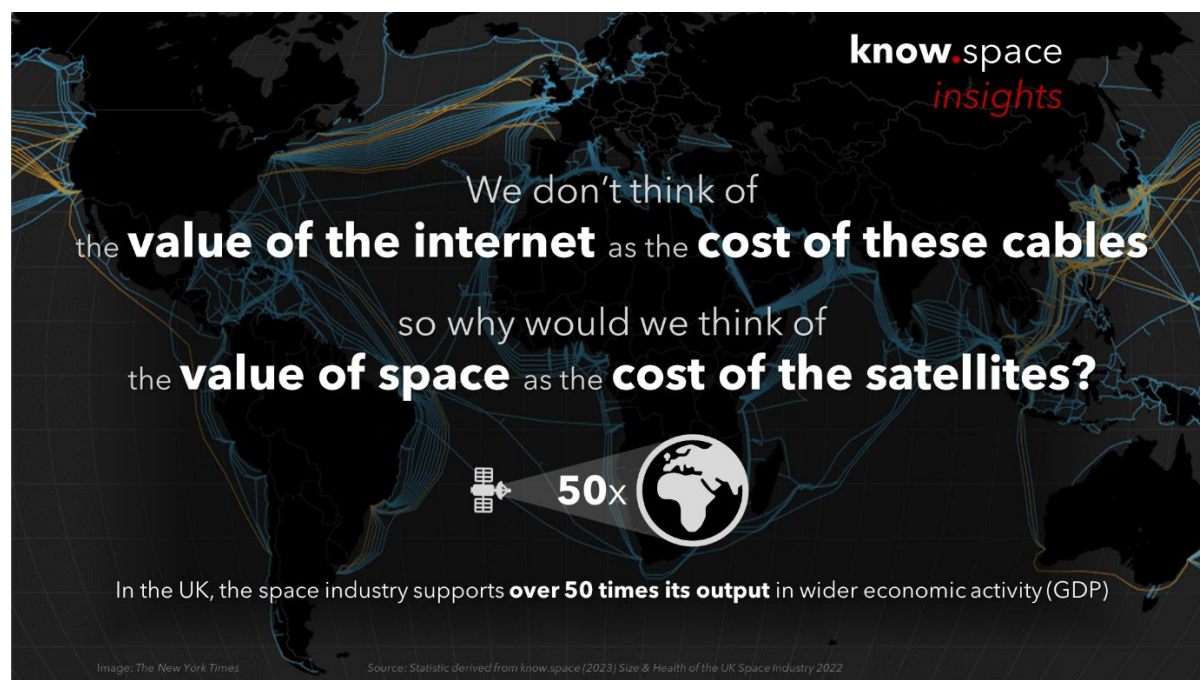 know.space
insights
We don’t think of
the value of the internet as the cost of these cables
so why would we think of
the value of space as the cost of the satellites?
50x
In the UK, the space industry supports over 50 times its output in wider economic activity (GDP)
Image: The New York Times
Source: Statistic derived from know.space (2023) Size & Health of the UK Space Industry 2022